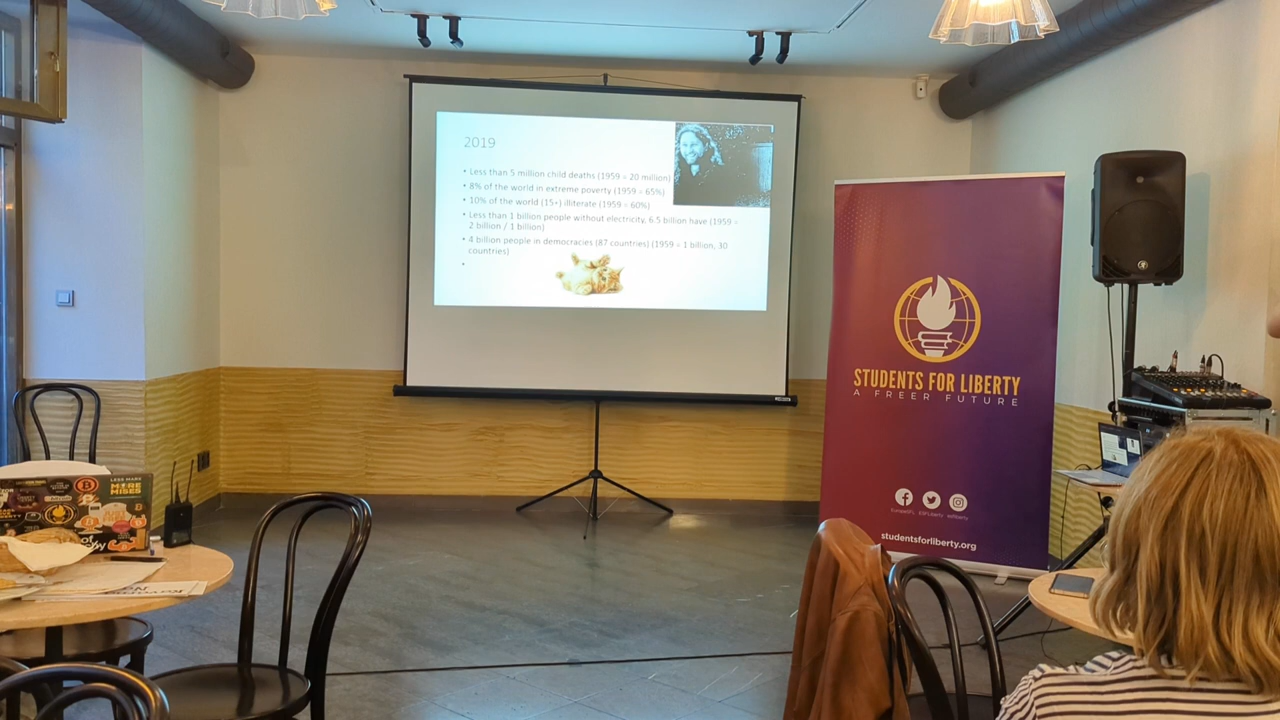 2019
• Less than 5 million child deaths (1959 = 20 million)
• 8% of the world in extreme poverty (1959 = 65%)
• 10% of the world (15+) illiterate (1959 = 60%)
• Less than 1 billion people without electricity, 6.5 billion have (1959 =
2 billion / 1 billion)
• 4 billion people in democracies (87 countries) (1959 = 1 billion, 30
countries)
•
STUDENTS FOR LIBERTY
A FREER FUTURE
studentsforliberty.org
LESS MARX
MORE
MISES